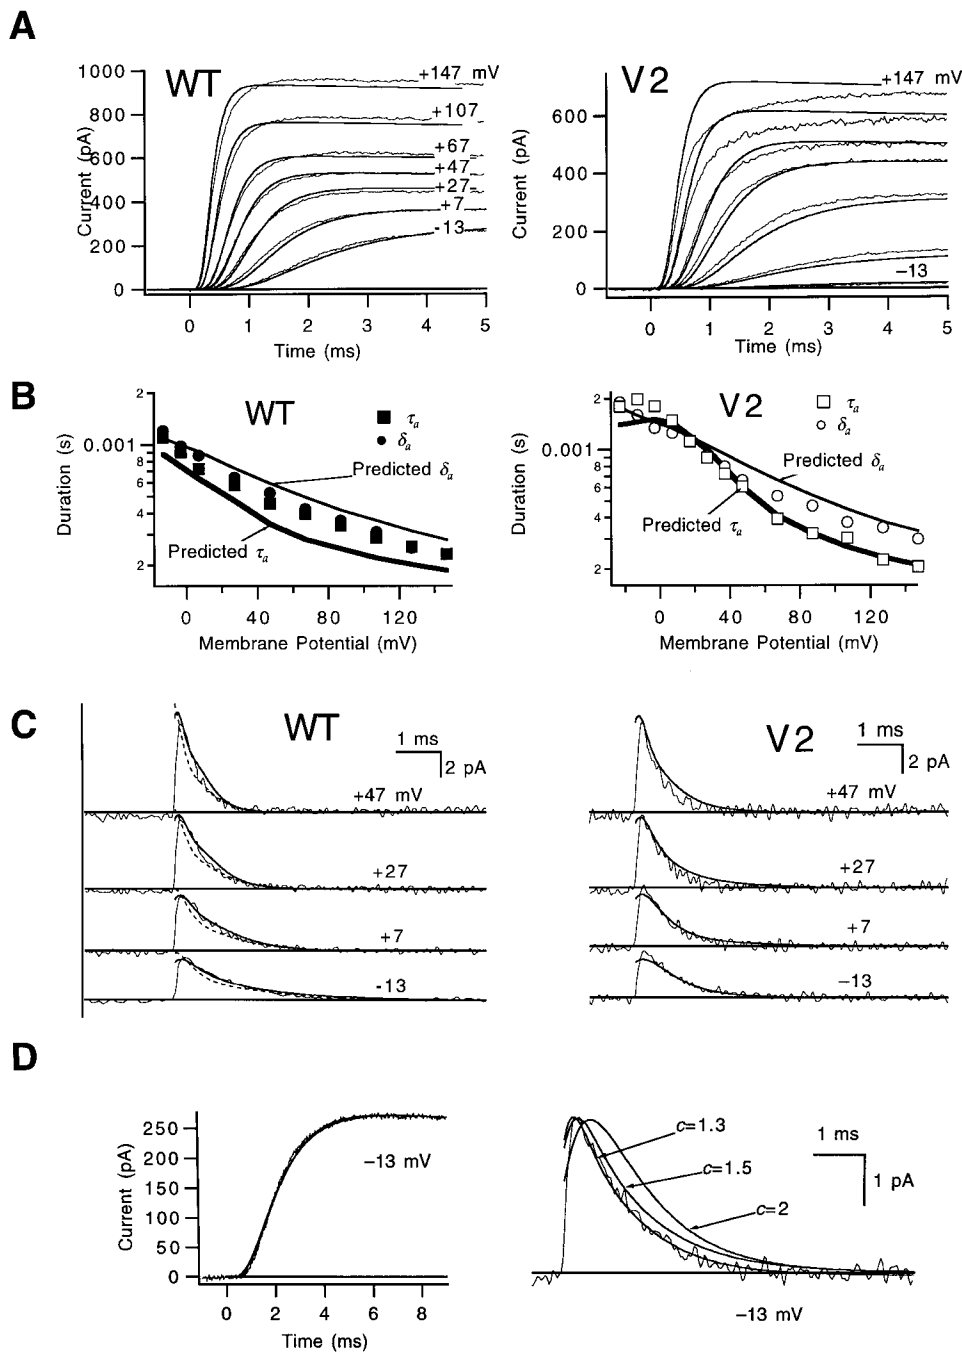 A
WT
1000
800
600
400
200
0
Current (pA)
+147 mV
+107
+67
+47
+27
+7
-13
0 1 2 3 4 5
Time (ms)
V2
600
400
200
0
Current (pA)
+147 mV
−13
0 1 2 3 4 5
Time (ms)
B
WT
2
0.001
8
6
4
2
Duration (s)
τa
δa
Predicted δa
Predicted τa
0 40 80 120
Membrane Potential (mV)
V2
2
0.001
8
6
4
2
Duration (s)
τa
δa
Predicted δa
Predicted τa
0 40 80 120
Membrane Potential (mV)
C
WT
1 ms
2 pA
+47 mV
+27
+7
-13
V2
1 ms
2 pA
+47 mV
+27
+7
−13
D
250
200
150
100
50
0
Current (pA)
−13 mV
0 2 4 6 8
Time (ms)
c=1.3
c=1.5
c=2
1 ms
1 pA
−13 mV